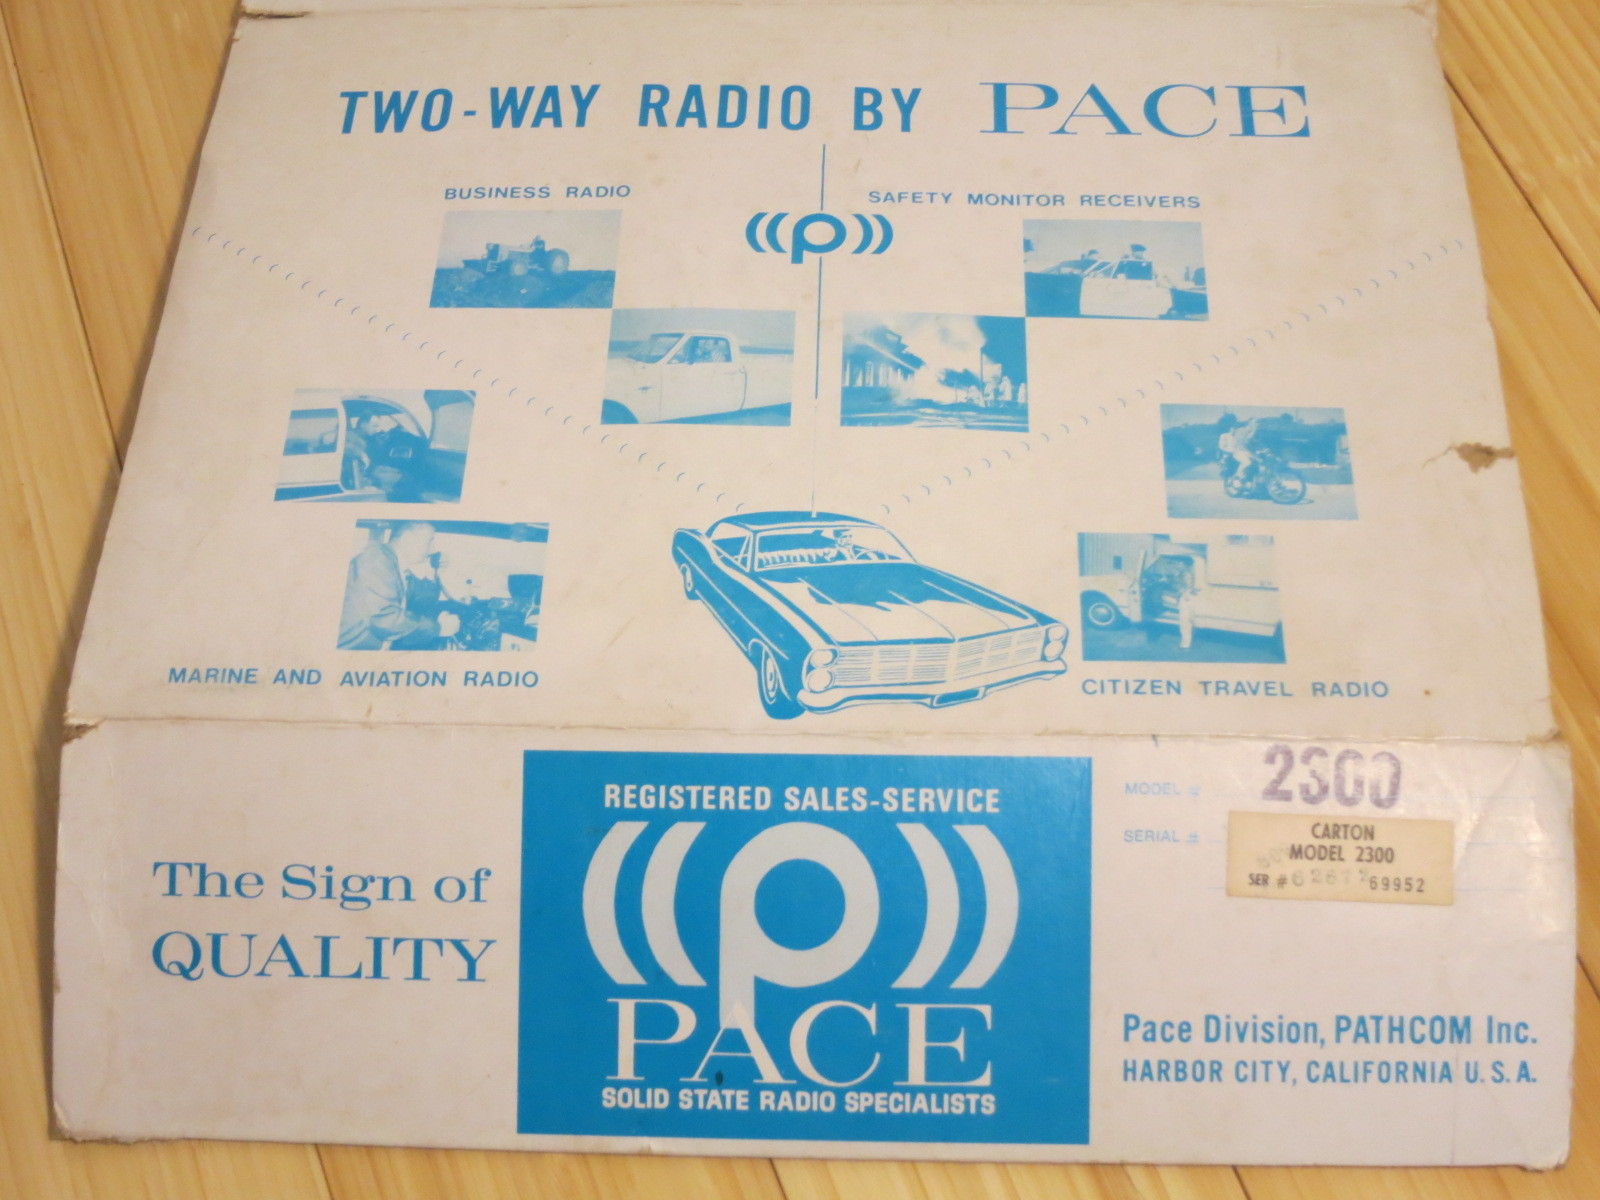 TWO-WAY RADIO BY PACE
BUSINESS RADIO
SAFETY MONITOR RECEIVERS
((p))
MARINE AND AVIATION RADIO
CITIZEN TRAVEL RADIO
The Sign of
QUALITY
REGISTERED SALES-SERVICE
((p))
PACE
SOLID STATE RADIO SPECIALISTS
MODEL # 2300
SERIAL #
CARTON
MODEL 2300
SER # 69952
Pace Division, PATHCOM Inc.
HARBOR CITY, CALIFORNIA U.S.A.